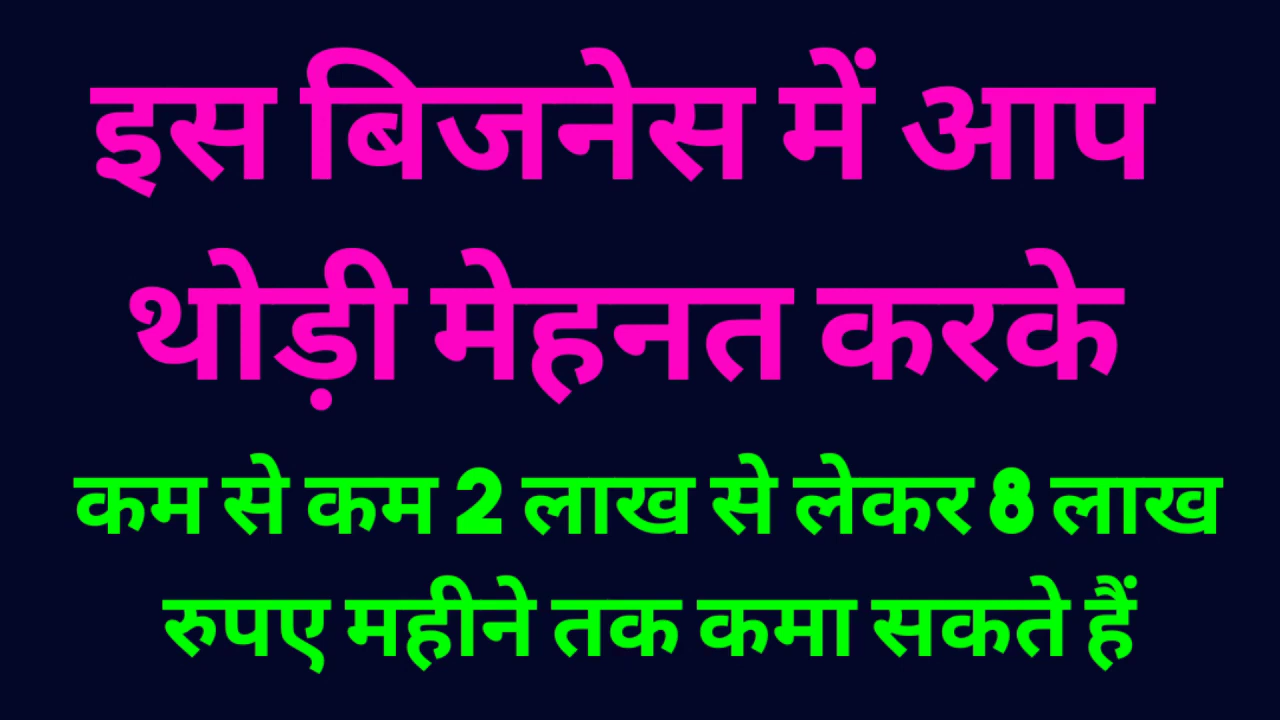 इस बिजनेस में आप
थोड़ी मेहनत करके
कम से कम 2 लाख से लेकर 8 लाख
रुपए महीने तक कमा सकते हैं